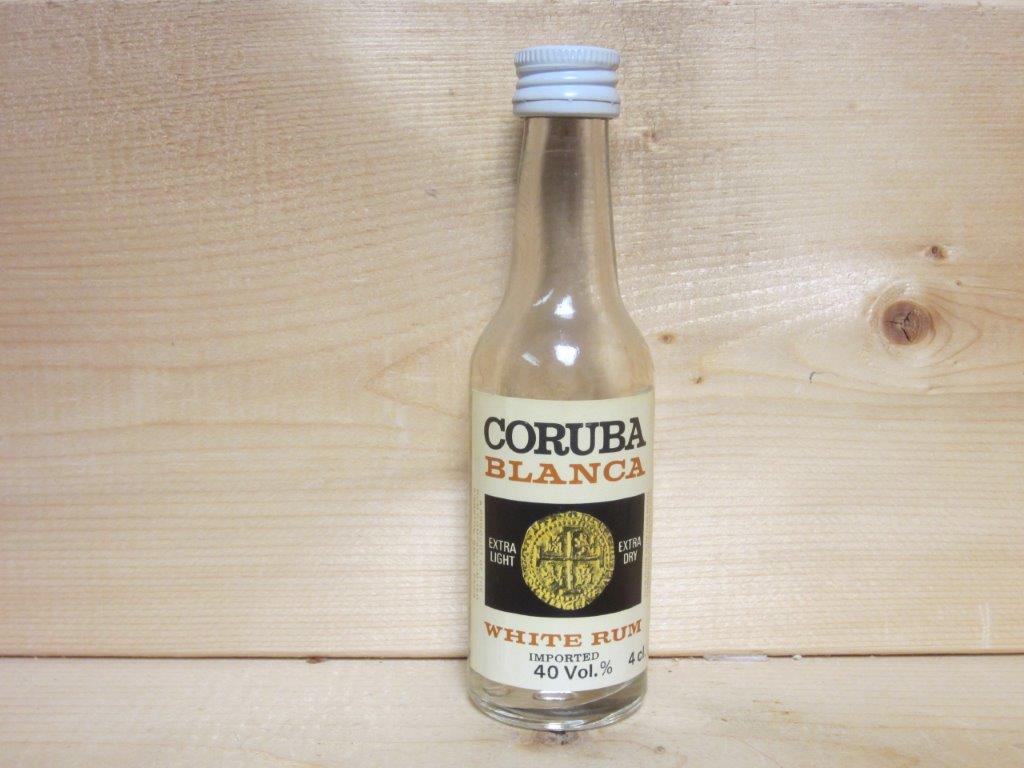 CORUBA
BLANCA
EXTRA
LIGHT
EXTRA
DRY
WHITE RUM
IMPORTED
40 Vol.%
4 cl